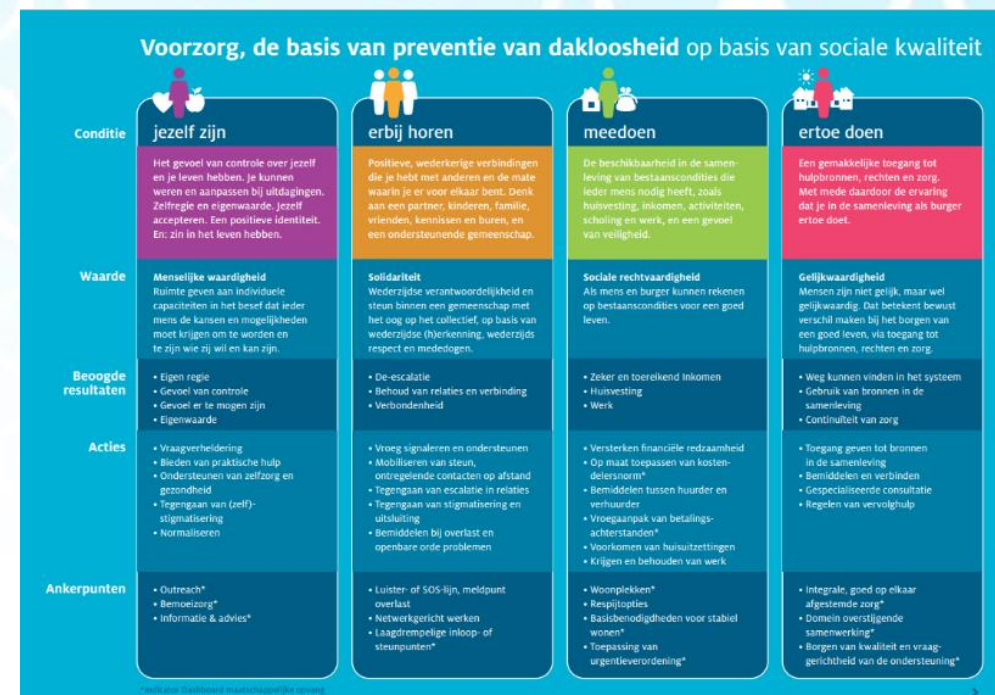 Voorzorg, de basis van preventie van dakloosheid op basis van sociale kwaliteit
Conditie
jezelf zijn
Het gevoel van controle over jezelf
en je leven hebben. Je kunnen
weren en aanpassen bij uitdagingen.
Zelfregie en eigenwaarde. Jezelf
accepteren. Een positieve identiteit.
En: zin in het leven hebben.
erbij horen
Positieve, wederkerige verbindingen
die je hebt met anderen en de mate
waarin je er voor elkaar bent. Denk
aan een partner, kinderen, familie,
vrienden, kennissen en buren, en
een ondersteunende gemeenschap.
meedoen
De beschikbaarheid in de samen-
leving van bestaanscondities die
ieder mens nodig heeft, zoals
huisvesting, inkomen, activiteiten,
scholing en werk, en een gevoel
van veiligheid.
ertoe doen
Een gemakkelijke toegang tot
hulpbronnen, rechten en zorg.
Met mede daardoor de ervaring
dat je in de samenleving als burger
ertoe doet.
Waarde
Menselijke waardigheid
Ruimte geven aan individuele
capaciteiten in het besef dat ieder
mens de kansen en mogelijkheden
moet krijgen om te worden en
te zijn wie zij wil en kan zijn.
Solidariteit
Wederzijdse verantwoordelijkheid en
steun binnen een gemeenschap met
het oog op het collectief, op basis van
wederzijdse (h)erkenning, wederzijds
respect en mededogen.
Sociale rechtvaardigheid
Als mens en burger kunnen rekenen
op bestaanscondities voor een goed
leven.
Gelijkwaardigheid
Mensen zijn niet gelijk, maar wel
gelijkwaardig. Dat betekent bewust
verschil maken bij het borgen van
een goed leven, via toegang tot
hulpbronnen, rechten en zorg.
Beoogde
resultaten
• Eigen regie
• Gevoel van controle
• Gevoel er te mogen zijn
• Eigenwaarde
• De-escalatie
• Behoud van relaties en verbinding
• Verbondenheid
• Zeker en toereikend Inkomen
• Huisvesting
• Werk
• Weg kunnen vinden in het systeem
• Gebruik van bronnen in de
samenleving
• Continuïteit van zorg
Acties
• Vraagverheldering
• Bieden van praktische hulp
• Ondersteunen van zelfzorg en
gezondheid
• Tegengaan van (zelf)-
stigmatisering
• Normaliseren
• Vroeg signaleren en ondersteunen
• Mobiliseren van steun,
ontregelende contacten op afstand
• Tegengaan van escalatie in relaties
• Tegengaan van stigmatisering en
uitsluiting
• Bemiddelen bij overlast en
openbare orde problemen
• Versterken financiële redzaamheid
• Op maat toepassen van kosten-
delersnorm*
• Bemiddelen tussen huurder en
verhuurder
• Vroegaanpak van betalings-
achterstanden*
• Voorkomen van huisuitzettingen
• Krijgen en behouden van werk
• Toegang geven tot bronnen
in de samenleving
• Bemiddelen en verbinden
• Gespecialiseerde consultatie
• Regelen van vervolghulp
Ankerpunten
• Outreach*
• Bemoeizorg*
• Informatie & advies*
• Luister- of SOS-lijn, meldpunt
overlast
• Netwerkgericht werken
• Laagdrempelige inloop- of
steunpunten*
• Woonplekken*
• Respijtopties
• Basisbenodigdheden voor stabiel
wonen*
• Toepassing van
urgentieverordening*
• Integrale, goed op elkaar
afgestemde zorg*
• Domein overstijgende
samenwerking*
• Borgen van kwaliteit en vraag-
gerichtheid van de ondersteuning*
*Indicator Dashboard maatschappelijke opvang